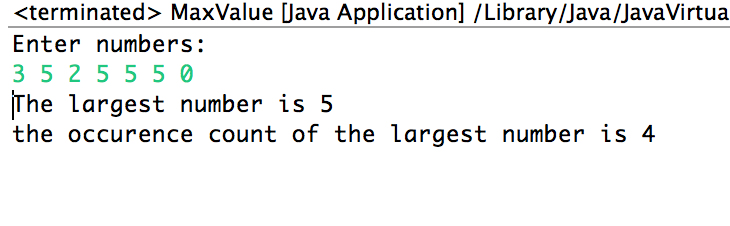 <terminated> MaxValue [Java Application] /Library/Java/JavaVirtua
Enter numbers:
3 5 2 5 5 5 0
The largest number is 5
the occurence count of the largest number is 4